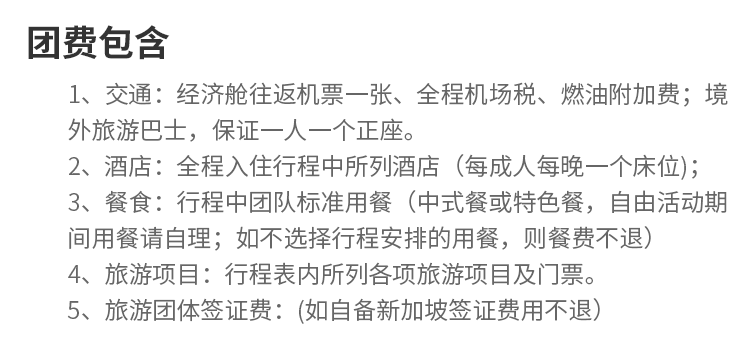 团费包含
1、交通：经济舱往返机票一张、全程机场税、燃油附加费；境
外旅游巴士，保证一人一个正座。
2、酒店：全程入住行程中所列酒店（每成人每晚一个床位)；
3、餐食：行程中团队标准用餐（中式餐或特色餐，自由活动期
间用餐请自理；如不选择行程安排的用餐，则餐费不退）
4、旅游项目：行程表内所列各项旅游项目及门票。
5、旅游团体签证费：(如自备新加坡签证费用不退）